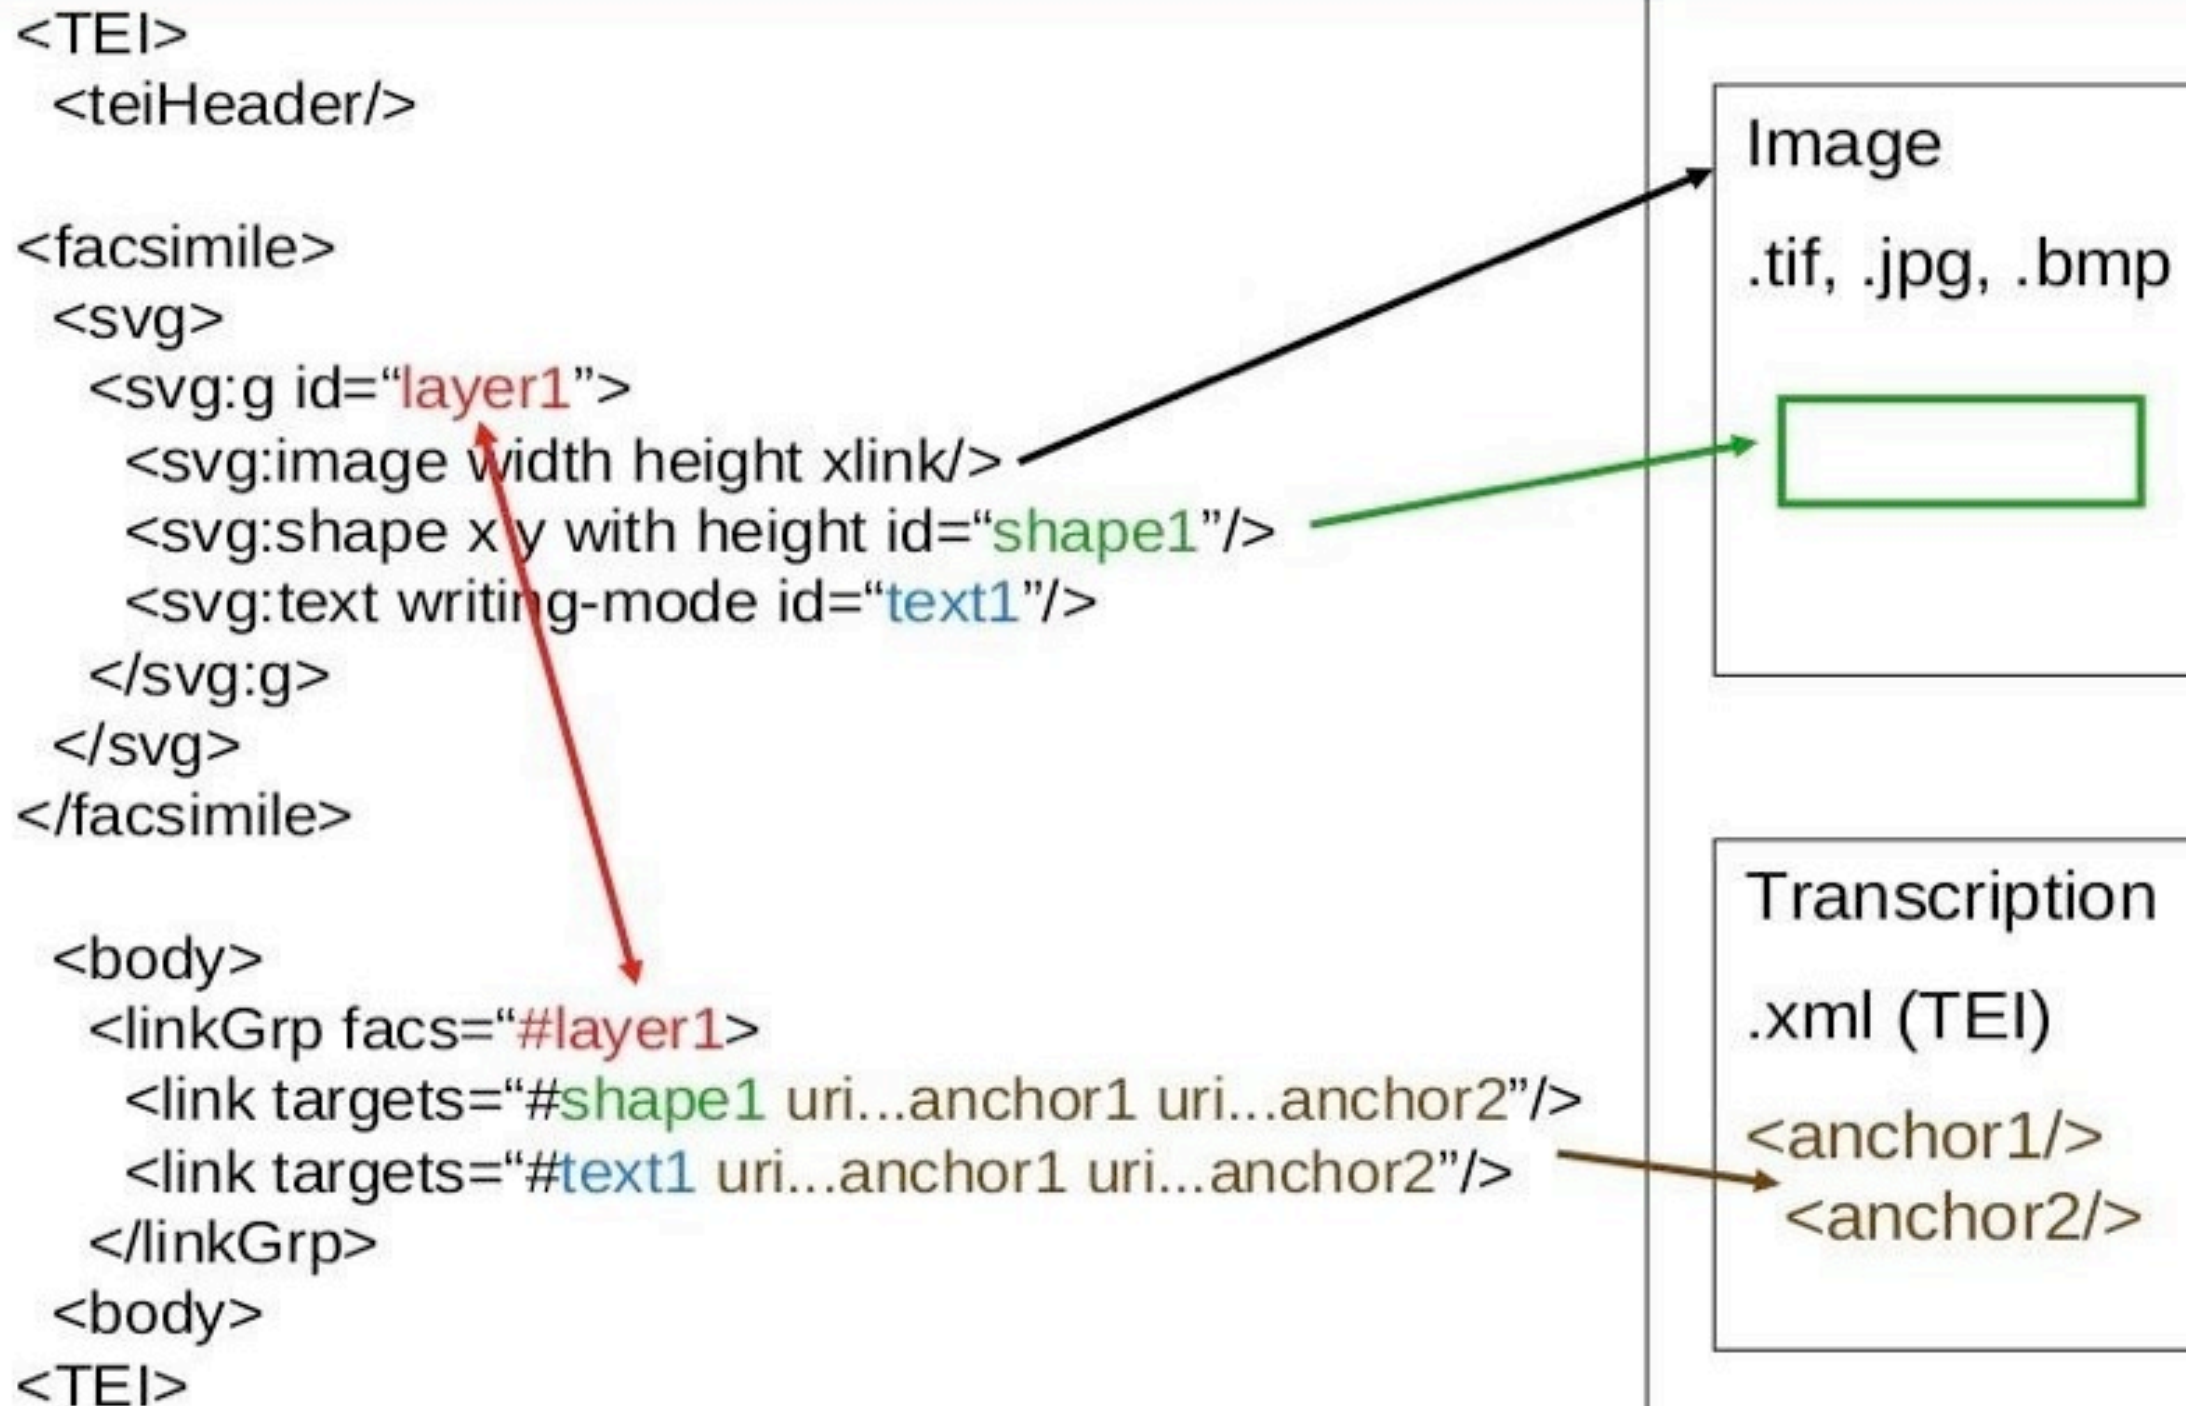 <TEI>
<teiHeader/>
<facsimile>
<svg>
<svg:g id=“layer1”>
<svg:image width height xlink/>
<svg:shape x y with height id=“shape1”/>
<svg:text writing-mode id=“text1”/>
</svg:g>
</svg>
</facsimile>
<body>
<linkGrp facs=“#layer1>
<link targets=“#shape1 uri...anchor1 uri...anchor2”/>
<link targets=“#text1 uri...anchor1 uri...anchor2”/>
</linkGrp>
<body>
<TEI>
Image
.tif, .jpg, .bmp
Transcription
.xml (TEI)
<anchor1/>
<anchor2/>